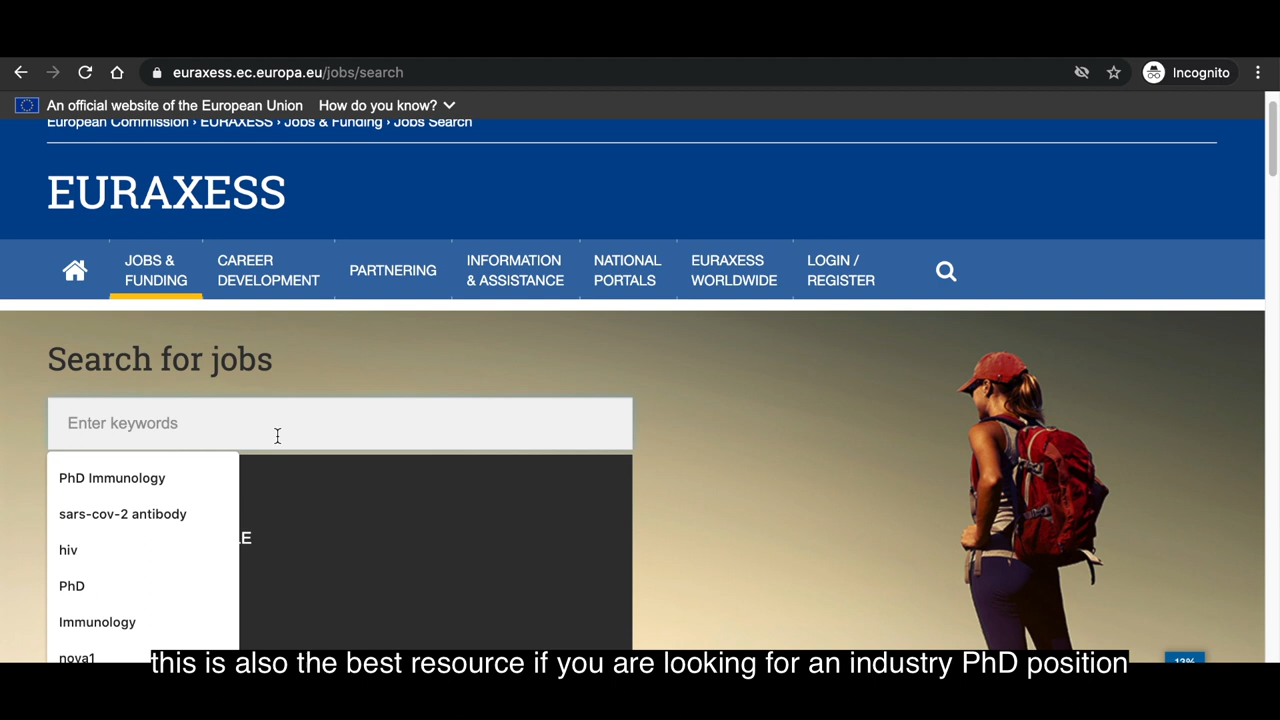 euraxess.ec.europa.eu/jobs/search
Incognito
An official website of the European Union How do you know?
European Commission › EURAXESS › Jobs & Funding › Jobs Search
EURAXESS
JOBS &
FUNDING
CAREER
DEVELOPMENT
PARTNERING
INFORMATION
& ASSISTANCE
NATIONAL
PORTALS
EURAXESS
WORLDWIDE
LOGIN /
REGISTER
Search for jobs
Enter keywords
PhD Immunology
sars-cov-2 antibody
hiv
LE
PhD
Immunology
nova1
this is also the best resource if you are looking for an industry PhD position